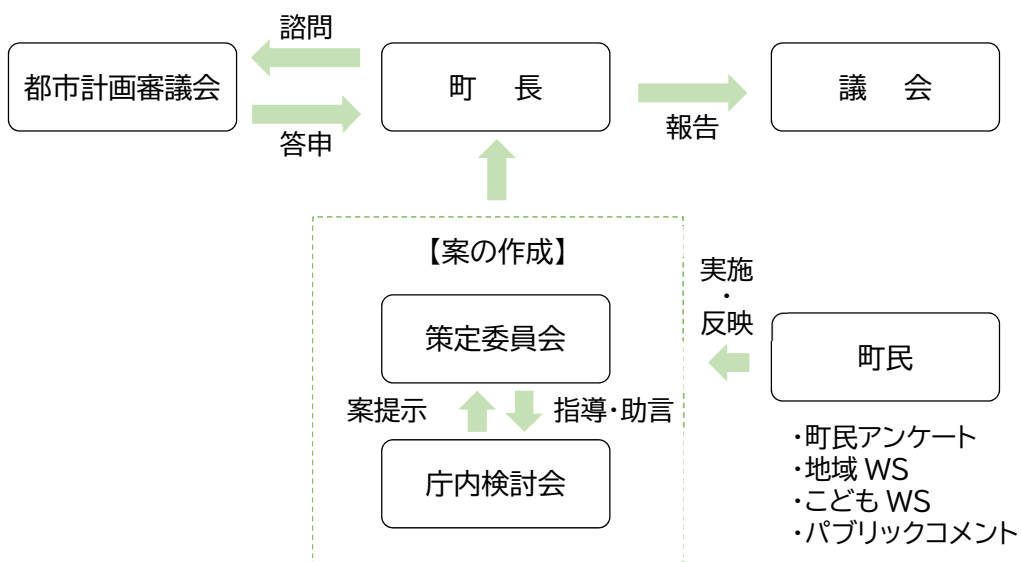 諮問
都市計画審議会
町　長
議　会
答申
報告
【案の作成】
策定委員会
案提示
指導・助言
庁内検討会
実施
・
反映
町民
・町民アンケート
・地域 WS
・こども WS
・パブリックコメント